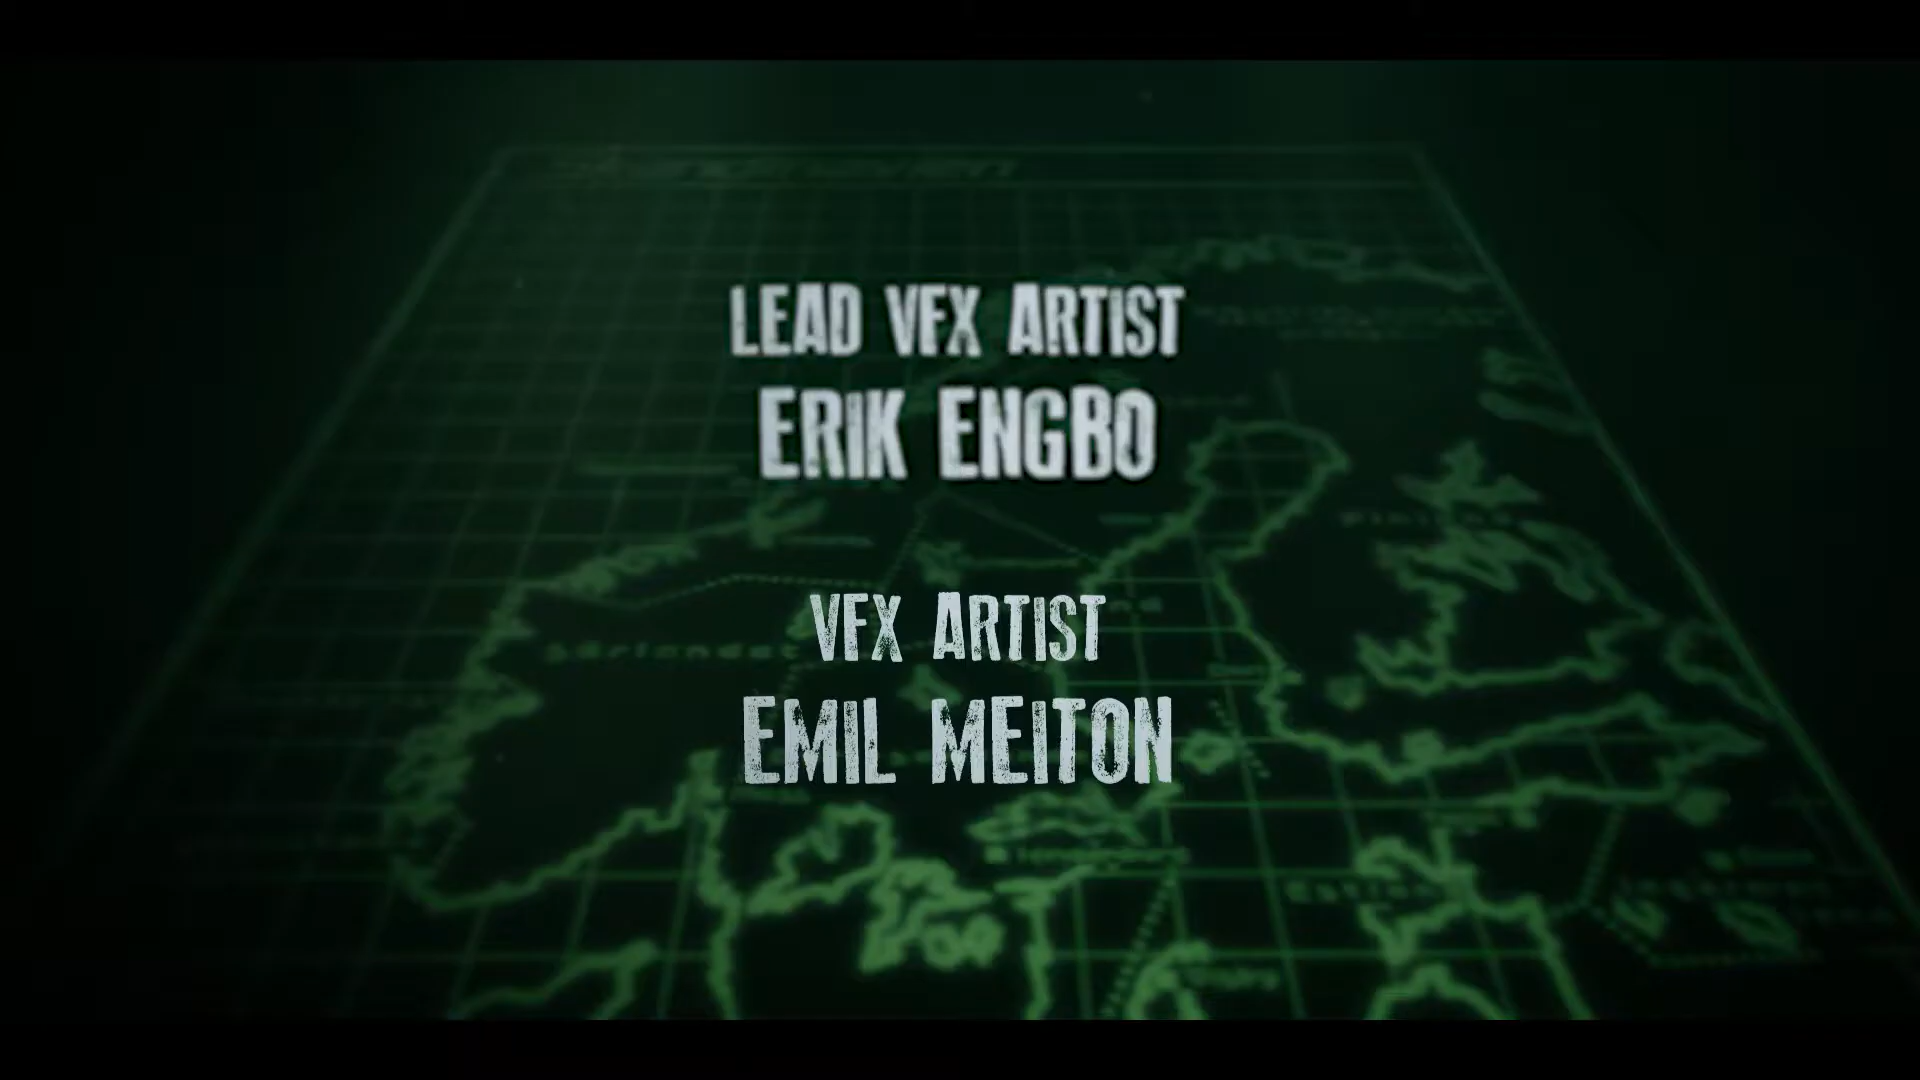 LEAD VFX ARTIST
ERIK ENGBO
VFX ARTIST
EMIL MEITON